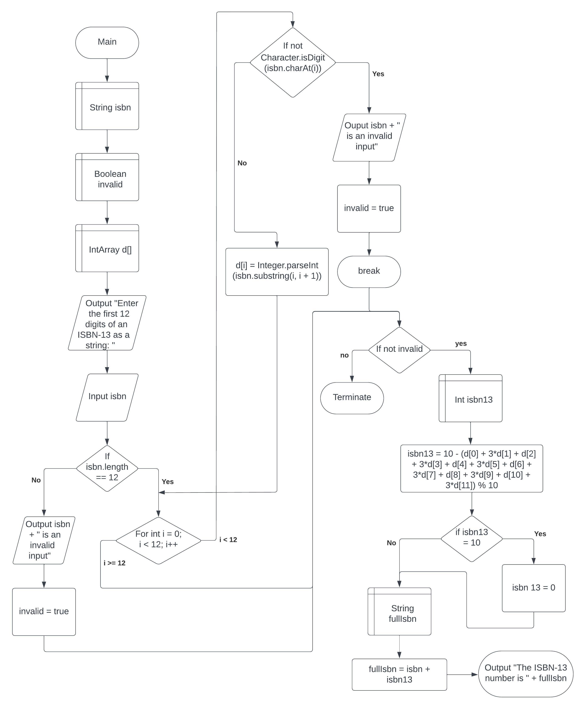 Main
String isbn
Boolean
invalid
IntArray d[]
Output "Enter
the first 12
digits of an
ISBN-13 as a
string: "
Input isbn
If
isbn.length
== 12
No
Yes
Output isbn
+ " is an
invalid
input"
invalid = true
For int i = 0;
i < 12; i++
i < 12
i >= 12
If not
Character.isDigit
(isbn.charAt(i))
Yes
No
Ouput isbn + "
is an invalid
input"
invalid = true
break
d[i] = Integer.parseInt
(isbn.substring(i, i + 1))
If not invalid
no
yes
Terminate
Int isbn13
isbn13 = 10 - (d[0] + 3*d[1] + d[2]
+ 3*d[3] + d[4] + 3*d[5] + d[6] +
3*d[7] + d[8] + 3*d[9] + d[10] +
3*d[11]) % 10
if isbn13
= 10
No
Yes
isbn 13 = 0
String
fullIsbn
fullIsbn = isbn +
isbn13
Output "The ISBN-13
number is " + fullIsbn